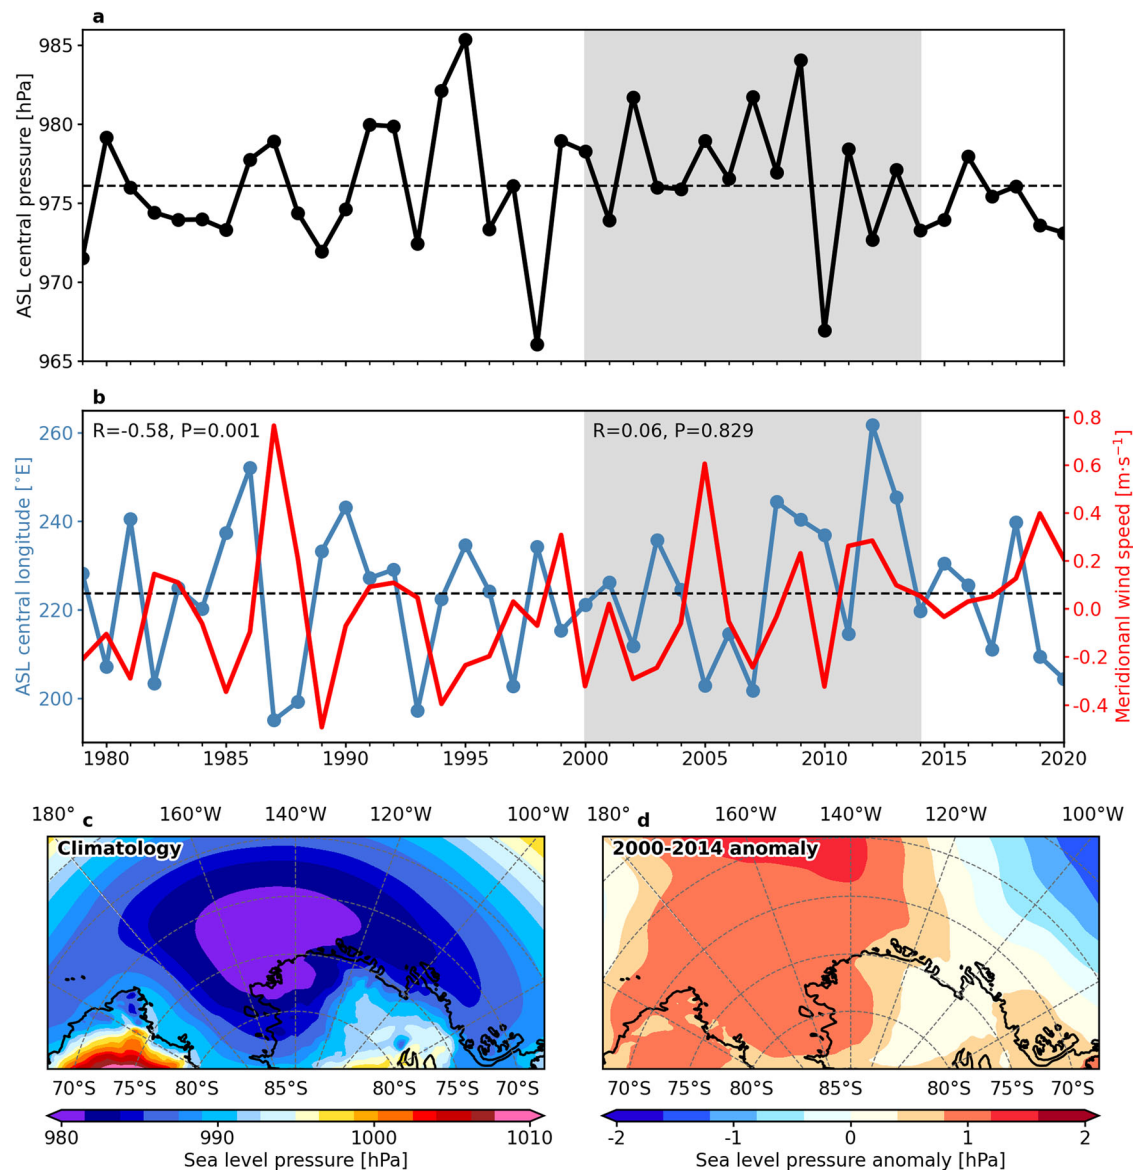 a
985
980
975
970
965
ASL central pressure [hPa]
b
R=-0.58, P=0.001
R=0.06, P=0.829
260
240
220
200
ASL central longitude [°E]
0.8
0.6
0.4
0.2
0.0
-0.2
-0.4
Meridionanl wind speed [m·s⁻¹]
1980 1985 1990 1995 2000 2005 2010 2015 2020
180° c 160°W 140°W 120°W 100°W
Climatology
70°S 75°S 80°S 85°S 80°S 75°S 70°S
980 990 1000 1010
Sea level pressure [hPa]
180° d 160°W 140°W 120°W 100°W
2000-2014 anomaly
70°S 75°S 80°S 85°S 80°S 75°S 70°S
-2 -1 0 1 2
Sea level pressure anomaly [hPa]